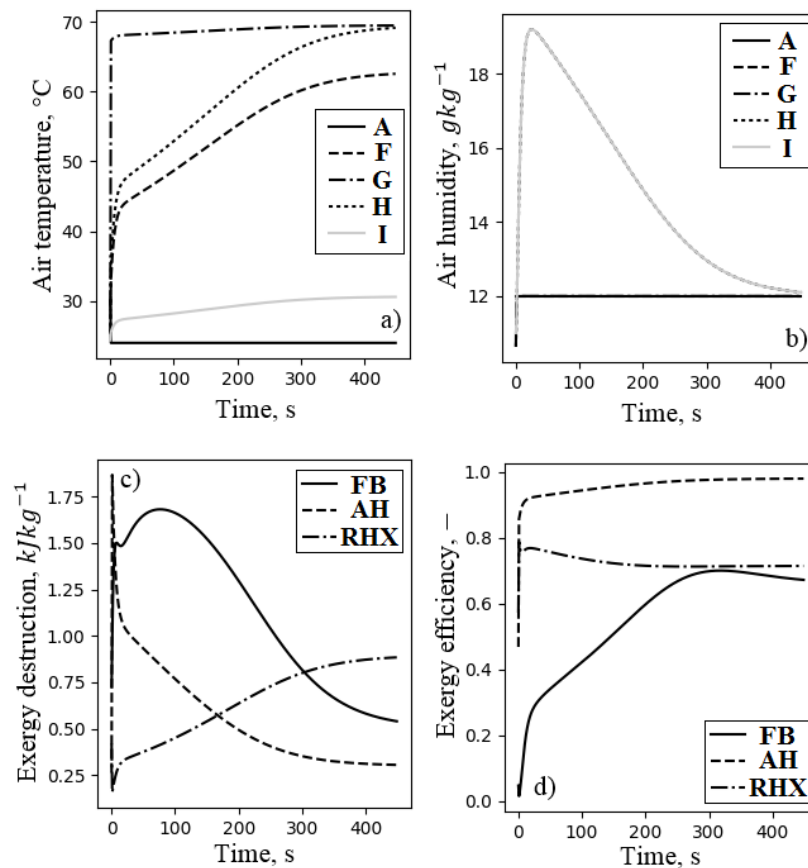 70
60
50
40
30
Air temperature, °C
A
F
G
H
I
a)
0 100 200 300 400
Time, s
18
16
14
12
Air humidity, gkg⁻¹
A
F
G
H
I
b)
0 100 200 300 400
Time, s
1.75
1.50
1.25
1.00
0.75
0.50
0.25
Exergy destruction, kJkg⁻¹
c)
FB
AH
RHX
0 100 200 300 400
Time, s
1.0
0.8
0.6
0.4
0.2
0.0
Exergy efficiency, −
FB
AH
RHX
d)
0 100 200 300 400
Time, s